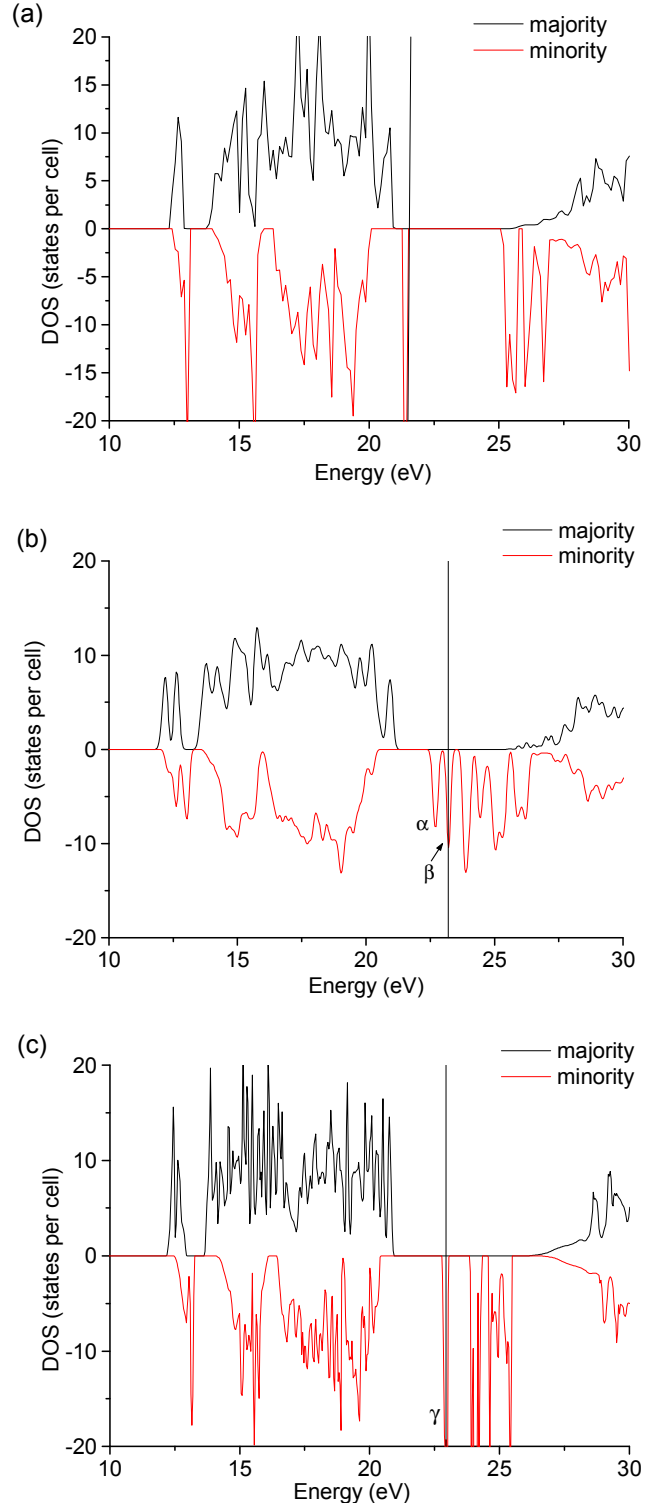 (a)
majority
minority
20
15
10
5
0
-5
-10
-15
-20
DOS (states per cell)
10 15 20 25 30
Energy (eV)
(b)
majority
minority
20
10
0
-10
-20
DOS (states per cell)
α
β
10 15 20 25 30
Energy (eV)
(c)
majority
minority
20
10
0
-10
-20
DOS (states per cell)
γ
10 15 20 25 30
Energy (eV)